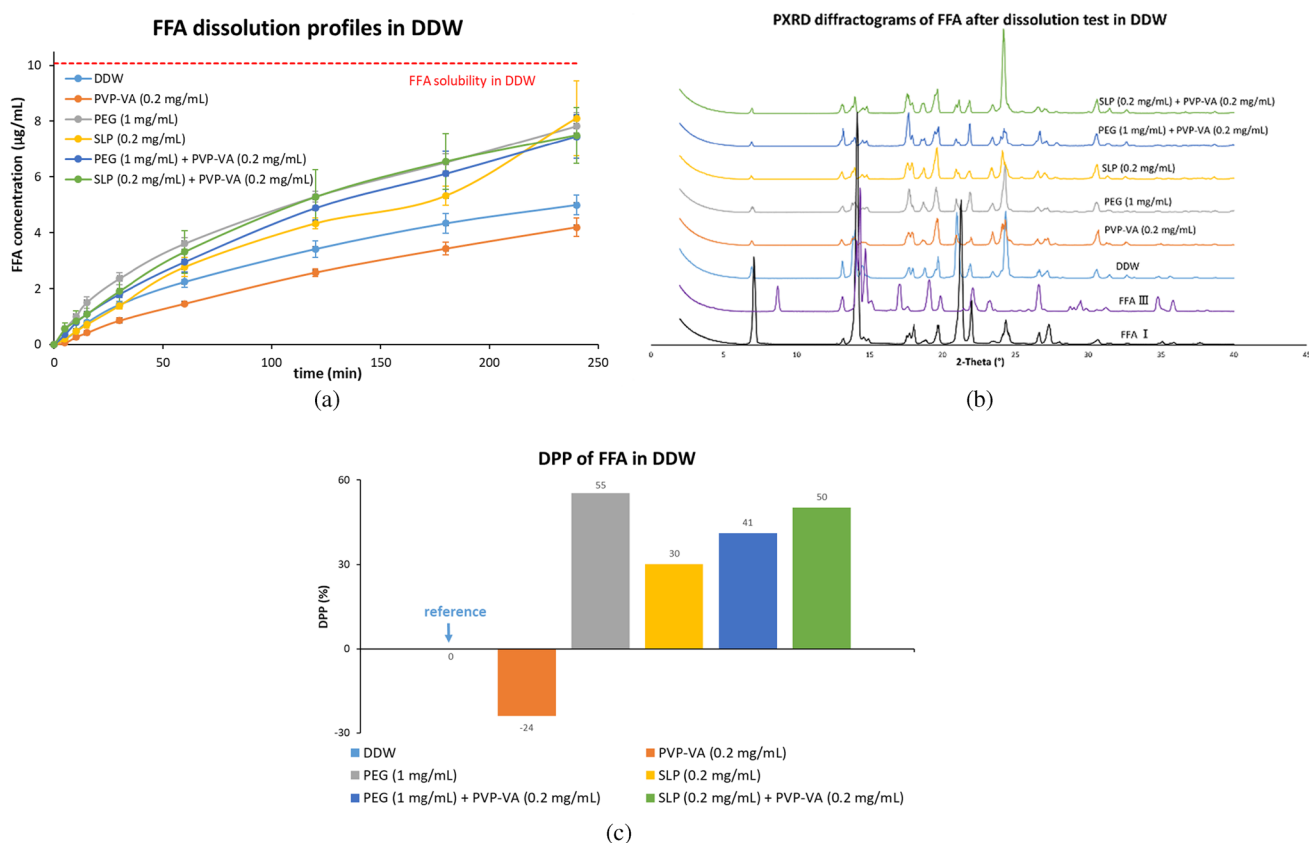 FFA dissolution profiles in DDW
FFA concentration (µg/mL)
10
8
6
4
2
0
FFA solubility in DDW
DDW
PVP-VA (0.2 mg/mL)
PEG (1 mg/mL)
SLP (0.2 mg/mL)
PEG (1 mg/mL) + PVP-VA (0.2 mg/mL)
SLP (0.2 mg/mL) + PVP-VA (0.2 mg/mL)
0 50 100 150 200 250
time (min)
(a)
PXRD diffractograms of FFA after dissolution test in DDW
SLP (0.2 mg/mL) + PVP-VA (0.2 mg/mL)
PEG (1 mg/mL) + PVP-VA (0.2 mg/mL)
SLP (0.2 mg/mL)
PEG (1 mg/mL)
PVP-VA (0.2 mg/mL)
DDW
FFA Ⅲ
FFA Ⅰ
0 5 10 15 20 25 30 35 40 45
2-Theta (°)
(b)
DPP of FFA in DDW
DPP (%)
60
30
0
-30
reference
0
-24
55
30
41
50
DDW PVP-VA (0.2 mg/mL)
PEG (1 mg/mL) SLP (0.2 mg/mL)
PEG (1 mg/mL) + PVP-VA (0.2 mg/mL) SLP (0.2 mg/mL) + PVP-VA (0.2 mg/mL)
(c)